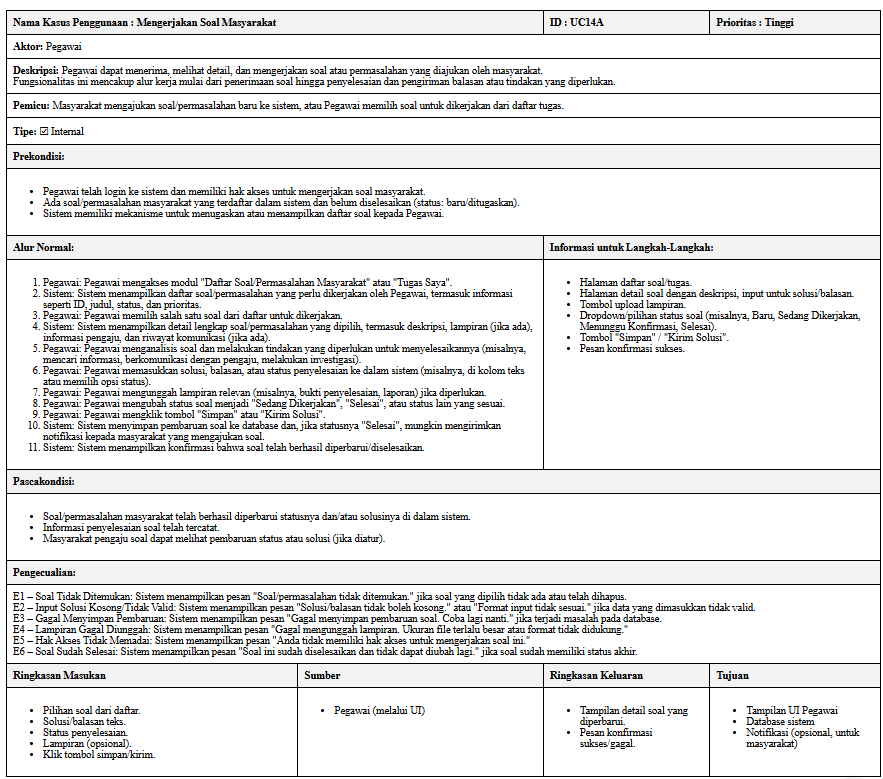 Nama Kasus Penggunaan : Mengerjakan Soal Masyarakat
ID : UC14A
Prioritas : Tinggi
Aktor: Pegawai
Deskripsi: Pegawai dapat menerima, melihat detail, dan mengerjakan soal atau permasalahan yang diajukan oleh masyarakat.
Fungsionalitas ini mencakup alur kerja mulai dari penerimaan soal hingga penyelesaian dan pengiriman balasan atau tindakan yang diperlukan.
Pemicu: Masyarakat mengajukan soal/permasalahan baru ke sistem, atau Pegawai memilih soal untuk dikerjakan dari daftar tugas.
Tipe: ☑ Internal
Prekondisi:
• Pegawai telah login ke sistem dan memiliki hak akses untuk mengerjakan soal masyarakat.
• Ada soal/permasalahan masyarakat yang terdaftar dalam sistem dan belum diselesaikan (status: baru/ditugaskan).
• Sistem memiliki mekanisme untuk menugaskan atau menampilkan daftar soal kepada Pegawai.
Alur Normal:
1. Pegawai: Pegawai mengakses modul "Daftar Soal/Permasalahan Masyarakat" atau "Tugas Saya".
2. Sistem: Sistem menampilkan daftar soal/permasalahan yang perlu dikerjakan oleh Pegawai, termasuk informasi
seperti ID, judul, status, dan prioritas.
3. Pegawai: Pegawai memilih salah satu soal dari daftar untuk dikerjakan.
4. Sistem: Sistem menampilkan detail lengkap soal/permasalahan yang dipilih, termasuk deskripsi, lampiran (jika ada),
informasi pengaju, dan riwayat komunikasi (jika ada).
5. Pegawai: Pegawai menganalisis soal dan melakukan tindakan yang diperlukan untuk menyelesaikannya (misalnya,
mencari informasi, berkomunikasi dengan pengaju, melakukan investigasi).
6. Pegawai: Pegawai memasukkan solusi, balasan, atau status penyelesaian ke dalam sistem (misalnya, di kolom teks
atau memilih opsi status).
7. Pegawai: Pegawai mengunggah lampiran relevan (misalnya, bukti penyelesaian, laporan) jika diperlukan.
8. Pegawai: Pegawai mengubah status soal menjadi "Sedang Dikerjakan", "Selesai", atau status lain yang sesuai.
9. Pegawai: Pegawai mengklik tombol "Simpan" atau "Kirim Solusi".
10. Sistem: Sistem menyimpan pembaruan soal ke database dan, jika statusnya "Selesai", mungkin mengirimkan
notifikasi kepada masyarakat yang mengajukan soal.
11. Sistem: Sistem menampilkan konfirmasi bahwa soal telah berhasil diperbarui/diselesaikan.
Informasi untuk Langkah-Langkah:
• Halaman daftar soal/tugas.
• Halaman detail soal dengan deskripsi, input untuk solusi/balasan.
• Tombol upload lampiran.
• Dropdown/pilihan status soal (misalnya, Baru, Sedang Dikerjakan,
Menunggu Konfirmasi, Selesai).
• Tombol "Simpan" / "Kirim Solusi".
• Pesan konfirmasi sukses.
Pascakondisi:
• Soal/permasalahan masyarakat telah berhasil diperbarui statusnya dan/atau solusinya di dalam sistem.
• Informasi penyelesaian soal telah tercatat.
• Masyarakat pengaju soal dapat melihat pembaruan status atau solusi (jika diatur).
Pengecualian:
E1 – Soal Tidak Ditemukan: Sistem menampilkan pesan "Soal/permasalahan tidak ditemukan." jika soal yang dipilih tidak ada atau telah dihapus.
E2 – Input Solusi Kosong/Tidak Valid: Sistem menampilkan pesan "Solusi/balasan tidak boleh kosong." atau "Format input tidak sesuai." jika data yang dimasukkan tidak valid.
E3 – Gagal Menyimpan Pembaruan: Sistem menampilkan pesan "Gagal menyimpan pembaruan soal. Coba lagi nanti." jika terjadi masalah pada database.
E4 – Lampiran Gagal Diunggah: Sistem menampilkan pesan "Gagal mengunggah lampiran. Ukuran file terlalu besar atau format tidak didukung."
E5 – Hak Akses Tidak Memadai: Sistem menampilkan pesan "Anda tidak memiliki hak akses untuk mengerjakan soal ini."
E6 – Soal Sudah Selesai: Sistem menampilkan pesan "Soal ini sudah diselesaikan dan tidak dapat diubah lagi." jika soal sudah memiliki status akhir.
Ringkasan Masukan
• Pilihan soal dari daftar.
• Solusi/balasan teks.
• Status penyelesaian.
• Lampiran (opsional).
• Klik tombol simpan/kirim.
Sumber
• Pegawai (melalui UI)
Ringkasan Keluaran
• Tampilan detail soal yang
diperbarui.
• Pesan konfirmasi
sukses/gagal.
Tujuan
• Tampilan UI Pegawai
• Database sistem
• Notifikasi (opsional, untuk
masyarakat)